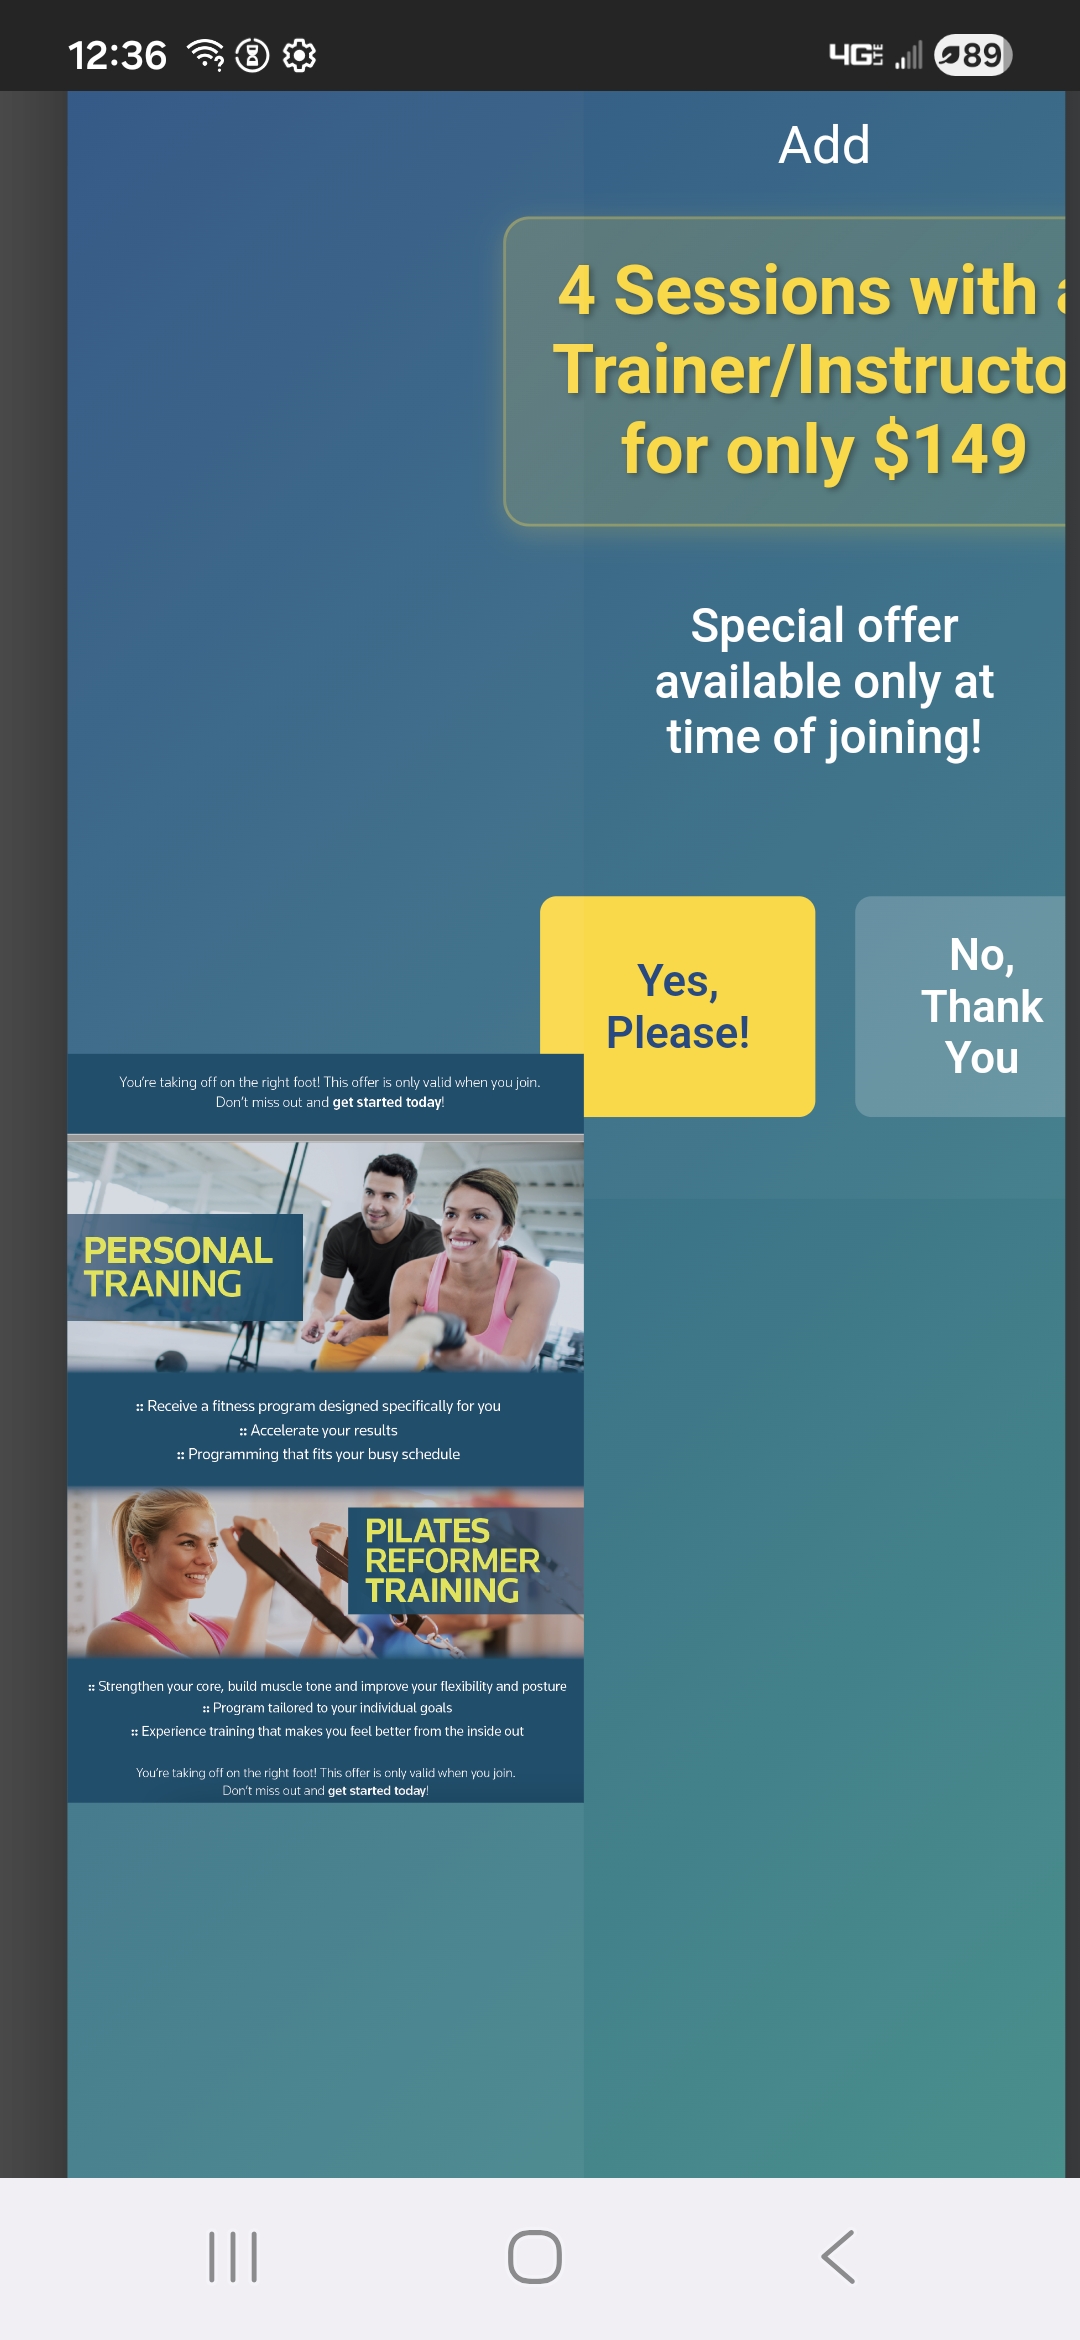 12:36
4G LTE
89
Add
4 Sessions with a
Trainer/Instructo
for only $149
Special offer
available only at
time of joining!
Yes,
Please!
No,
Thank
You
You're taking off on the right foot! This offer is only valid when you join.
Don't miss out and get started today!
PERSONAL
TRANING
:: Receive a fitness program designed specifically for you
:: Accelerate your results
:: Programming that fits your busy schedule
PILATES
REFORMER
TRAINING
:: Strengthen your core, build muscle tone and improve your flexibility and posture
:: Program tailored to your individual goals
:: Experience training that makes you feel better from the inside out
You're taking off on the right foot! This offer is only valid when you join.
Don't miss out and get started today!